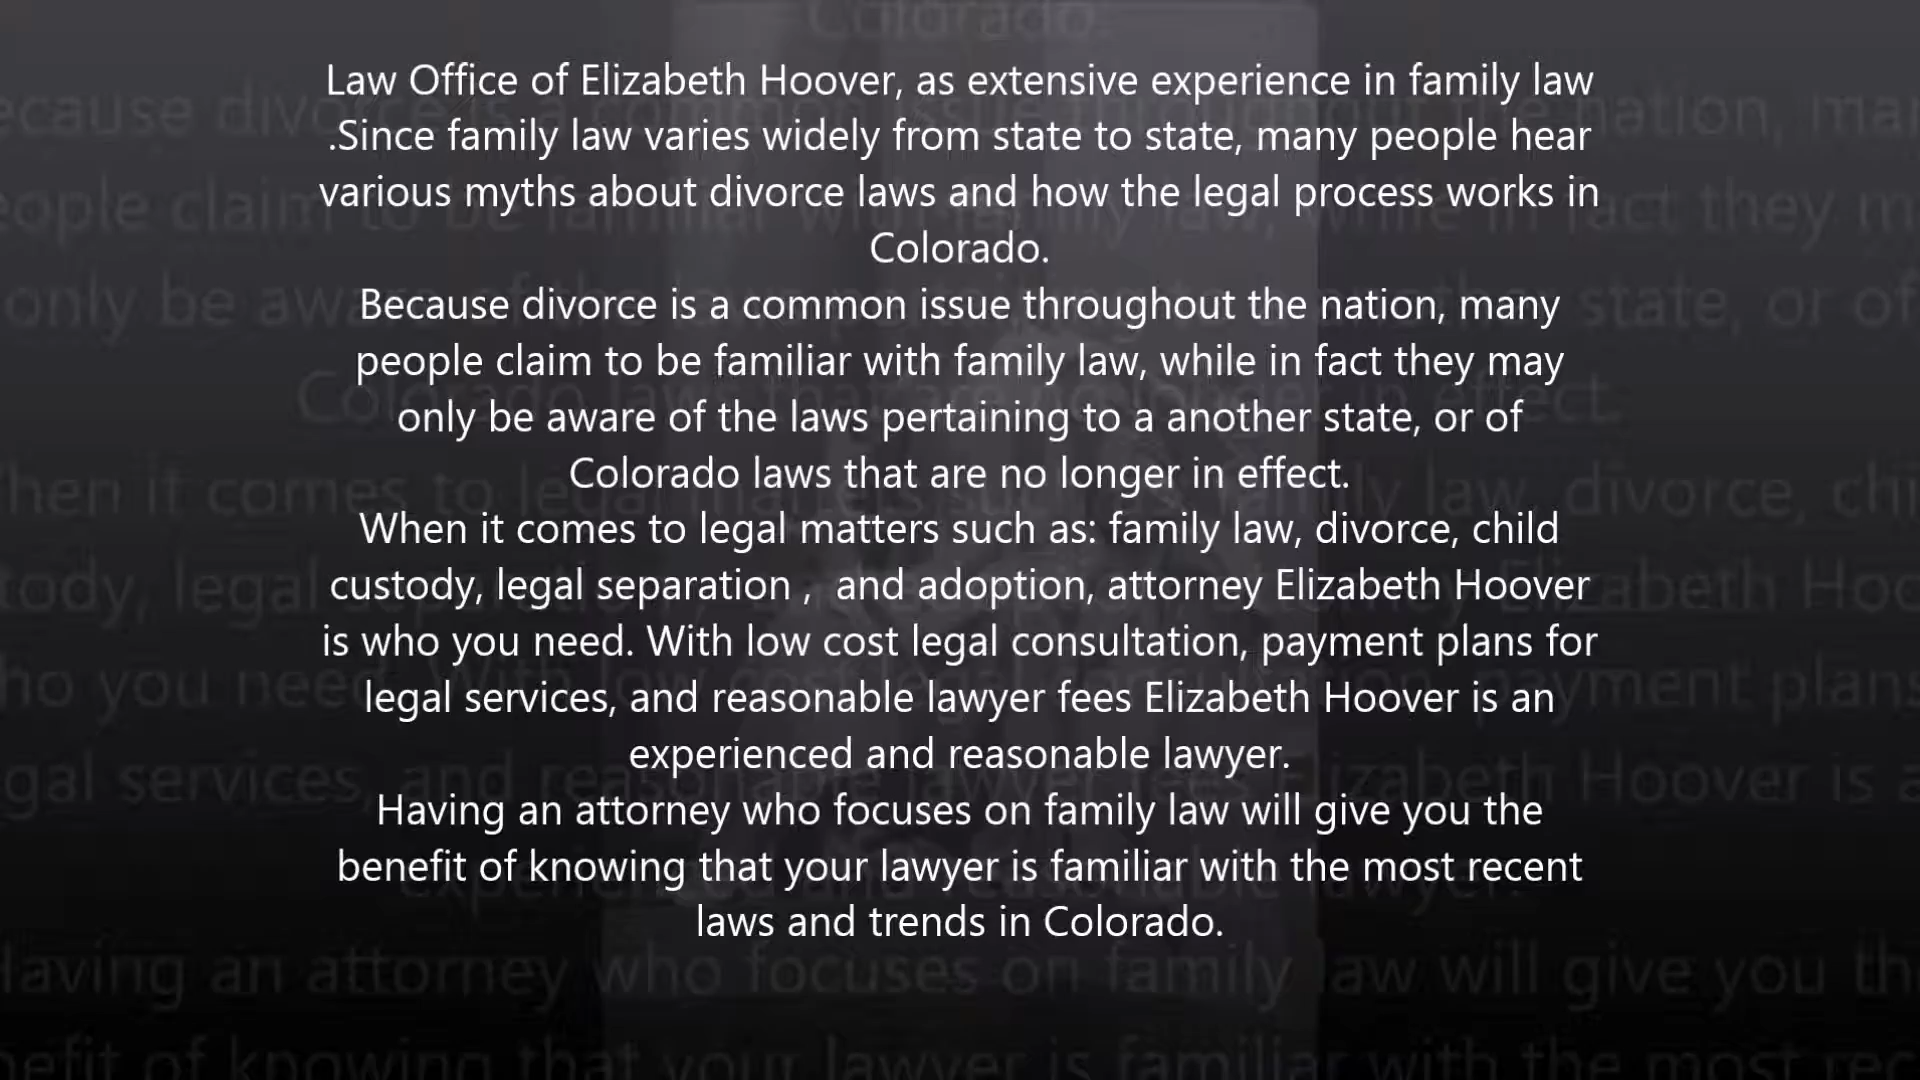 Law Office of Elizabeth Hoover, as extensive experience in family law
.Since family law varies widely from state to state, many people hear
various myths about divorce laws and how the legal process works in
Colorado.
Because divorce is a common issue throughout the nation, many
people claim to be familiar with family law, while in fact they may
only be aware of the laws pertaining to a another state, or of
Colorado laws that are no longer in effect.
When it comes to legal matters such as: family law, divorce, child
custody, legal separation ,  and adoption, attorney Elizabeth Hoover
is who you need. With low cost legal consultation, payment plans for
legal services, and reasonable lawyer fees Elizabeth Hoover is an
experienced and reasonable lawyer.
Having an attorney who focuses on family law will give you the
benefit of knowing that your lawyer is familiar with the most recent
laws and trends in Colorado.